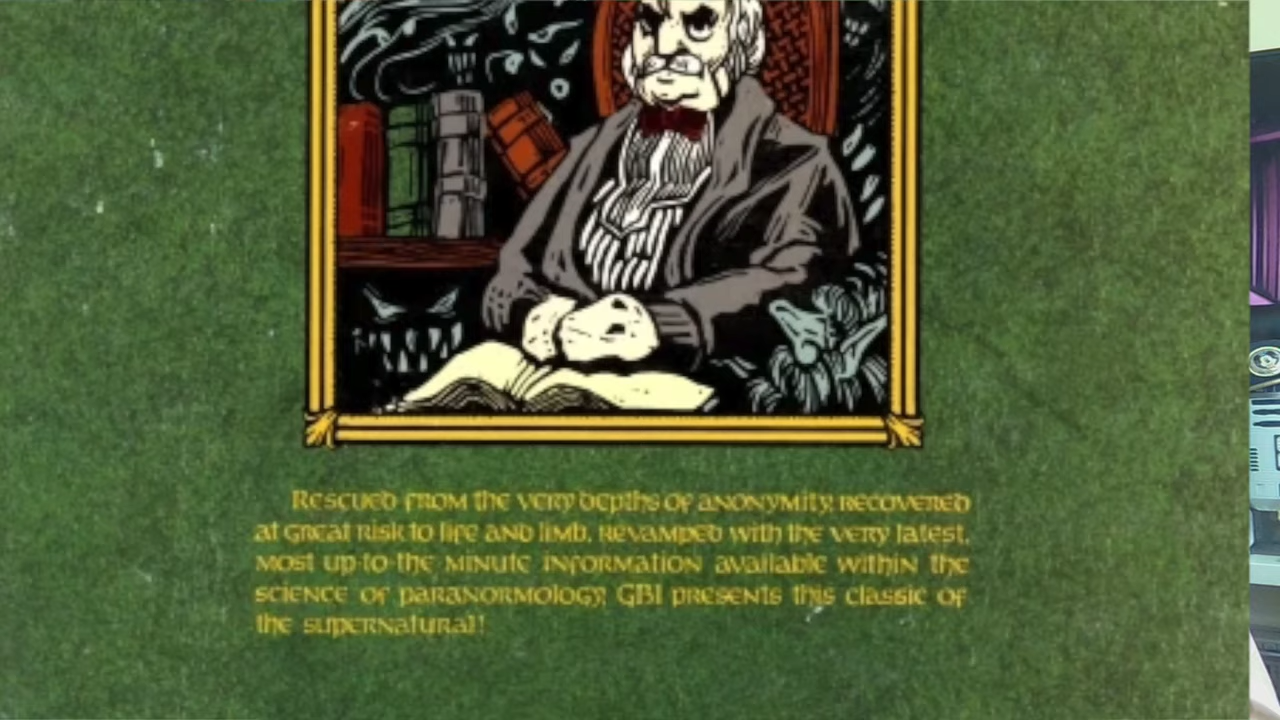 Rescued from the very depths of anonymity, recovered
at great risk to life and limb. Revamped with the very latest,
most up-to-the minute information available within the
science of paranormology, GBI presents this classic of
the supernatural!